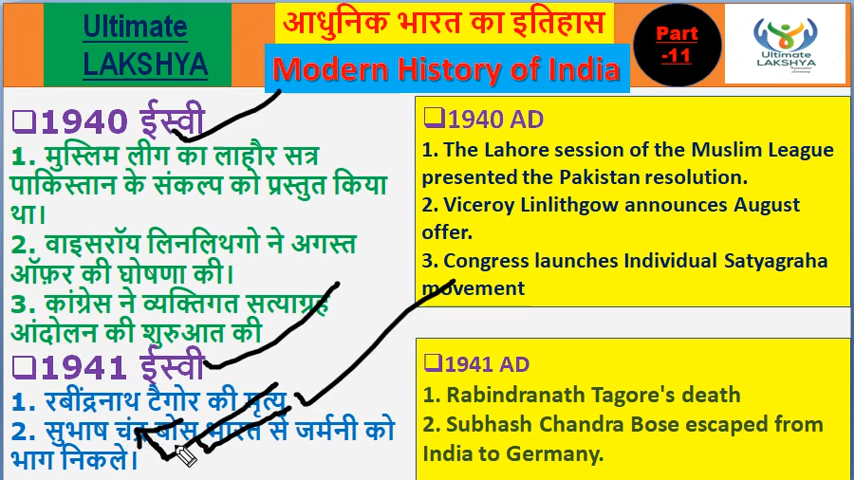 Ultimate
LAKSHYA
आधुनिक भारत का इतिहास
Modern History of India
Part
-11
Ultimate
LAKSHYA
❑1940 ईस्वी
1. मुस्लिम लीग का लाहौर सत्र
पाकिस्तान के संकल्प को प्रस्तुत किया
था।
2. वाइसरॉय लिनलिथगो ने अगस्त
ऑफ़र की घोषणा की।
3. कांग्रेस ने व्यक्तिगत सत्याग्रह
आंदोलन की शुरुआत की
❑1941 ईस्वी
1. रबींद्रनाथ टैगोर की मृत्यु
2. सुभाष चंद्र बोस भारत से जर्मनी को
भाग निकले।
❑1940 AD
1. The Lahore session of the Muslim League
presented the Pakistan resolution.
2. Viceroy Linlithgow announces August
offer.
3. Congress launches Individual Satyagraha
movement
❑1941 AD
1. Rabindranath Tagore's death
2. Subhash Chandra Bose escaped from
India to Germany.